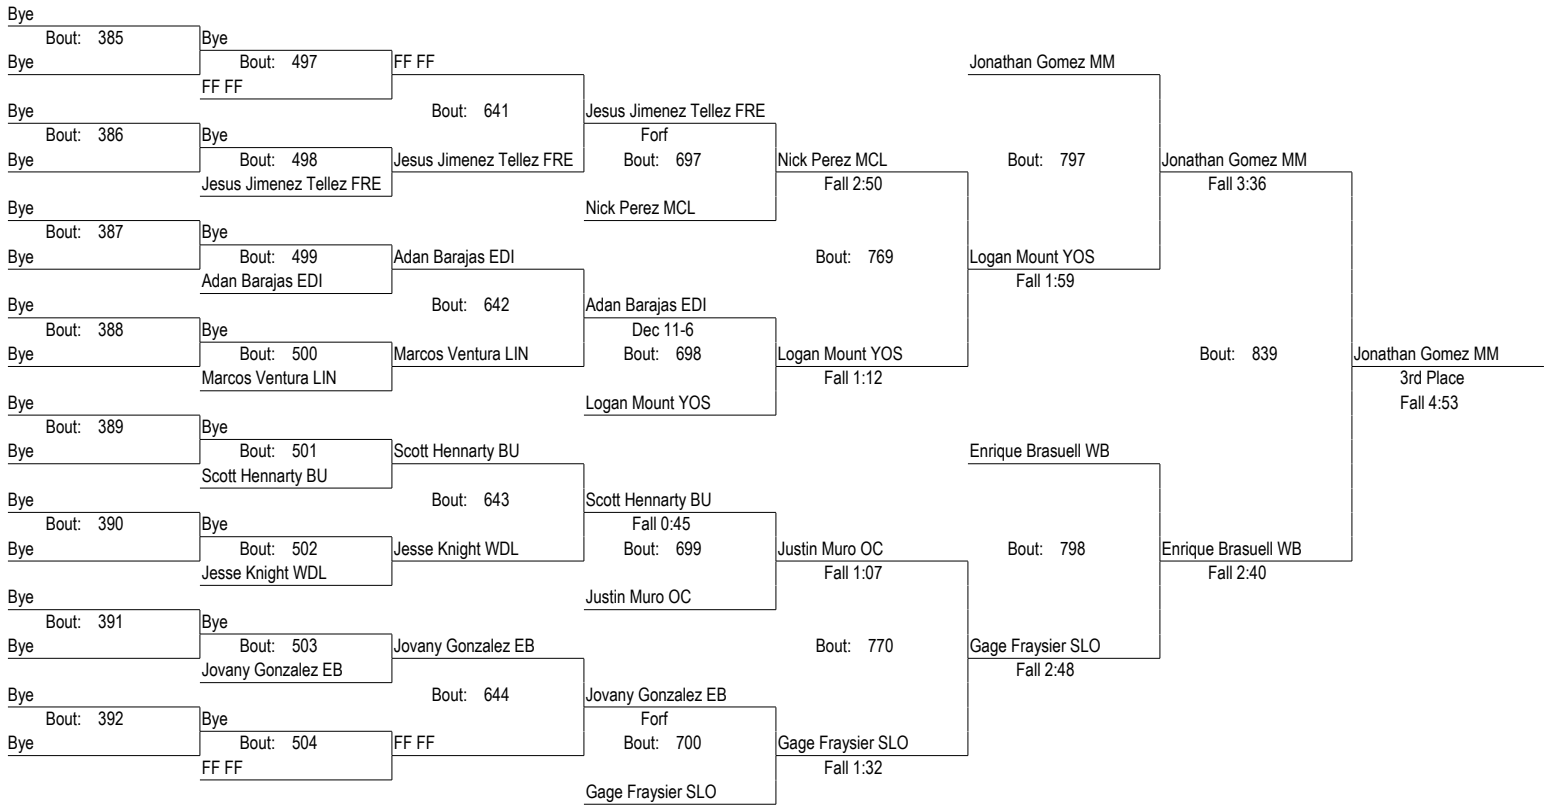 Bye
Bout: 385 Bye
Bye Bout: 497 FF FF Jonathan Gomez MM
FF FF
Bye Bout: 641 Jesus Jimenez Tellez FRE
Bout: 386 Bye Forf
Bye Bout: 498 Jesus Jimenez Tellez FRE Bout: 697 Nick Perez MCL Bout: 797 Jonathan Gomez MM
Jesus Jimenez Tellez FRE Fall 2:50 Fall 3:36
Bye Nick Perez MCL
Bout: 387 Bye
Bye Bout: 499 Adan Barajas EDI Bout: 769 Logan Mount YOS
Adan Barajas EDI Fall 1:59
Bye Bout: 642 Adan Barajas EDI
Bout: 388 Bye Dec 11-6
Bye Bout: 500 Marcos Ventura LIN Bout: 698 Logan Mount YOS Bout: 839 Jonathan Gomez MM
Marcos Ventura LIN Fall 1:12 3rd Place
Bye Logan Mount YOS Fall 4:53
Bout: 389 Bye
Bye Bout: 501 Scott Hennarty BU Enrique Brasuell WB
Scott Hennarty BU
Bye Bout: 643 Scott Hennarty BU
Bout: 390 Bye Fall 0:45
Bye Bout: 502 Jesse Knight WDL Bout: 699 Justin Muro OC Bout: 798 Enrique Brasuell WB
Jesse Knight WDL Fall 1:07 Fall 2:40
Bye Justin Muro OC
Bout: 391 Bye
Bye Bout: 503 Jovany Gonzalez EB Bout: 770 Gage Fraysier SLO
Jovany Gonzalez EB Fall 2:48
Bye Bout: 644 Jovany Gonzalez EB
Bout: 392 Bye Forf
Bye Bout: 504 FF FF Bout: 700 Gage Fraysier SLO
FF FF Fall 1:32
Gage Fraysier SLO